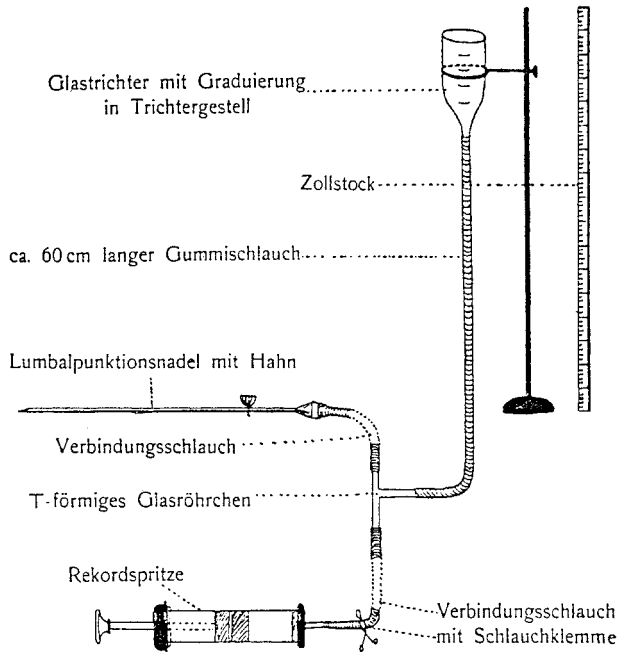 Glastrichter mit Graduierung
in Trichtergestell
Zollstock
ca. 60 cm langer Gummischlauch
Lumbalpunktionsnadel mit Hahn
Verbindungsschlauch
T-förmiges Glasröhrchen
Rekordspritze
Verbindungsschlauch
mit Schlauchklemme